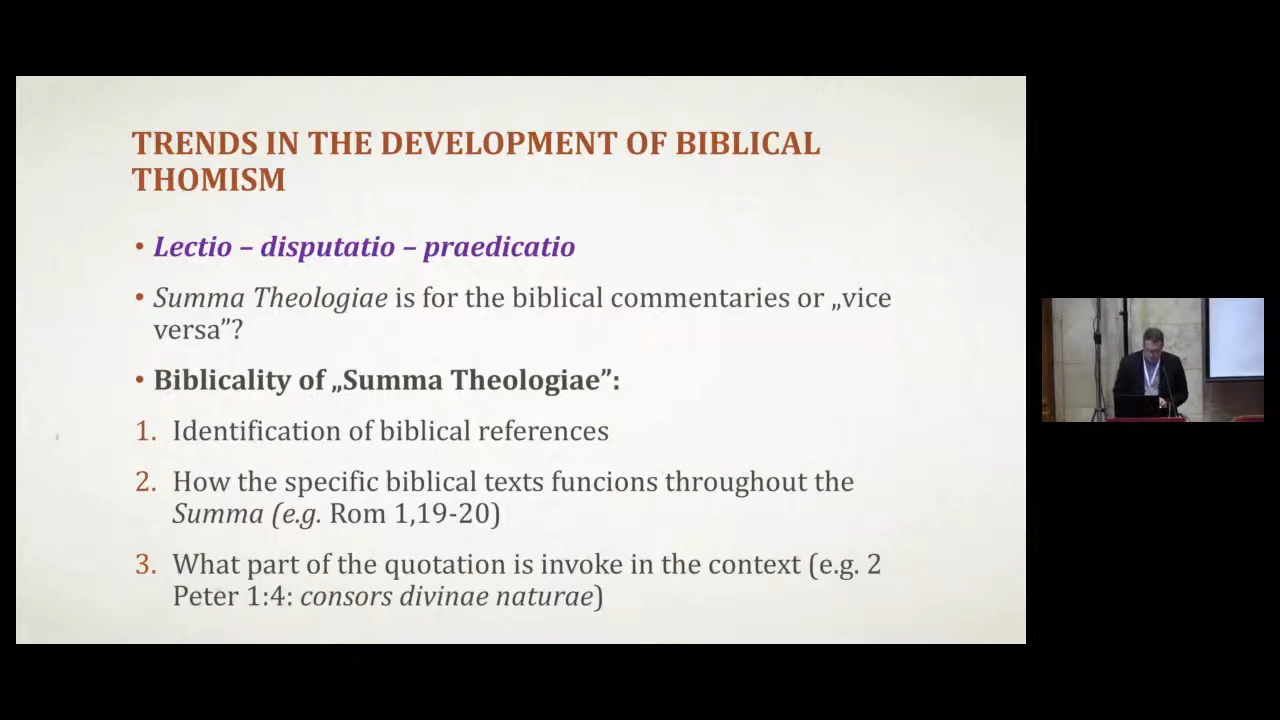 TRENDS IN THE DEVELOPMENT OF BIBLICAL
THOMISM
• Lectio – disputatio – praedicatio
• Summa Theologiae is for the biblical commentaries or „vice
versa”?
• Biblicality of „Summa Theologiae”:
1. Identification of biblical references
2. How the specific biblical texts funcions throughout the
Summa (e.g. Rom 1,19-20)
3. What part of the quotation is invoke in the context (e.g. 2
Peter 1:4: consors divinae naturae)